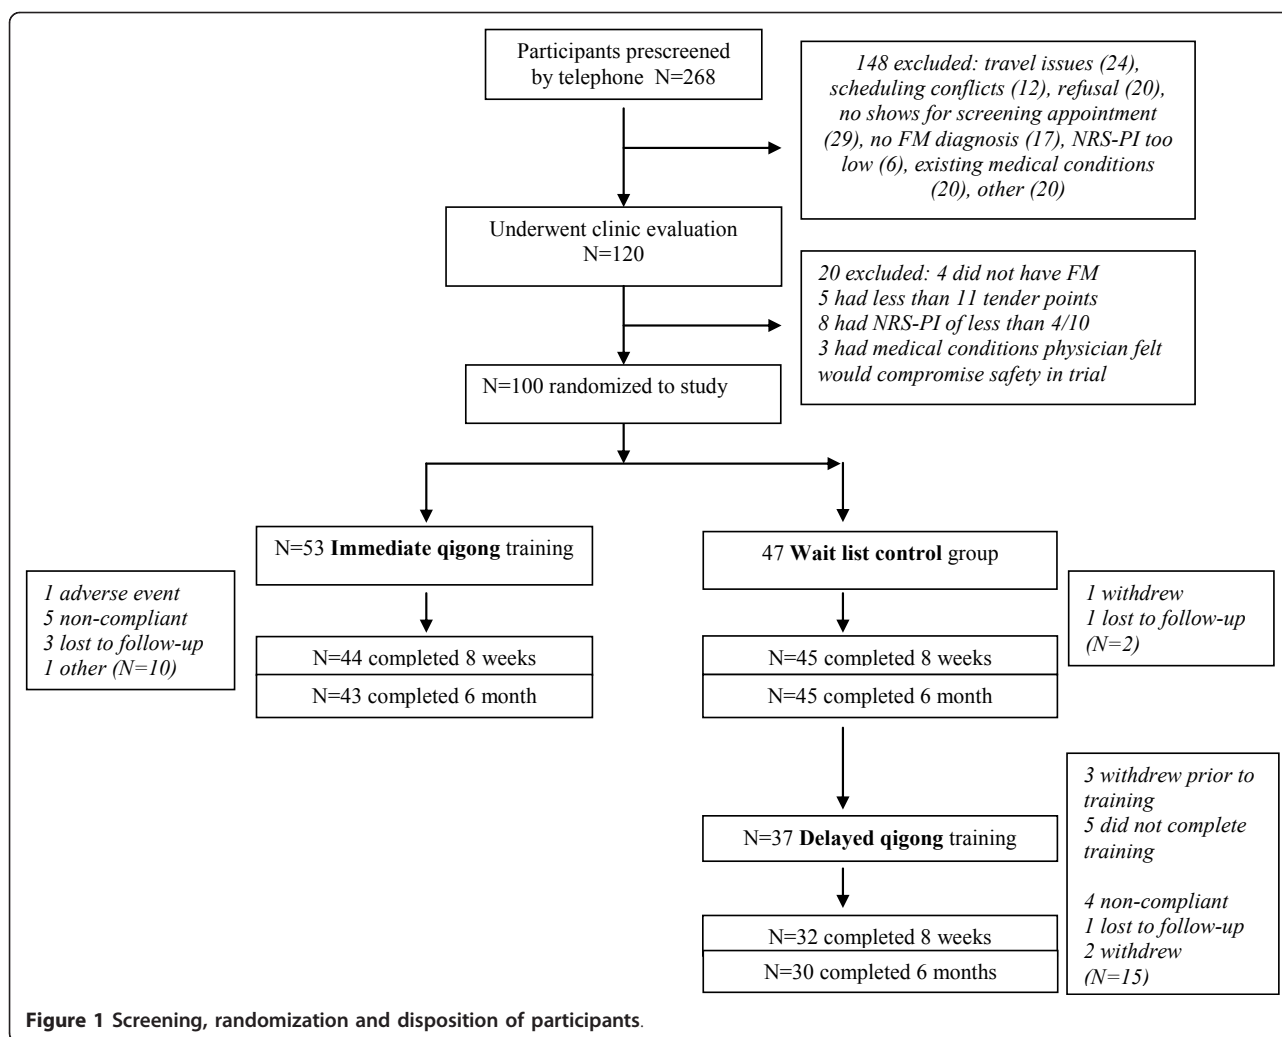 Participants prescreened
by telephone N=268
148 excluded: travel issues (24),
scheduling conflicts (12), refusal (20),
no shows for screening appointment
(29), no FM diagnosis (17), NRS-PI too
low (6), existing medical conditions
(20), other (20)
Underwent clinic evaluation
N=120
20 excluded: 4 did not have FM
5 had less than 11 tender points
8 had NRS-PI of less than 4/10
3 had medical conditions physician felt
would compromise safety in trial
N=100 randomized to study
N=53 Immediate qigong training
47 Wait list control group
1 adverse event
5 non-compliant
3 lost to follow-up
1 other (N=10)
1 withdrew
1 lost to follow-up
(N=2)
N=44 completed 8 weeks
N=43 completed 6 month
N=45 completed 8 weeks
N=45 completed 6 month
3 withdrew prior to
training
5 did not complete
training
4 non-compliant
1 lost to follow-up
2 withdrew
(N=15)
N=37 Delayed qigong training
N=32 completed 8 weeks
N=30 completed 6 months
Figure 1 Screening, randomization and disposition of participants.